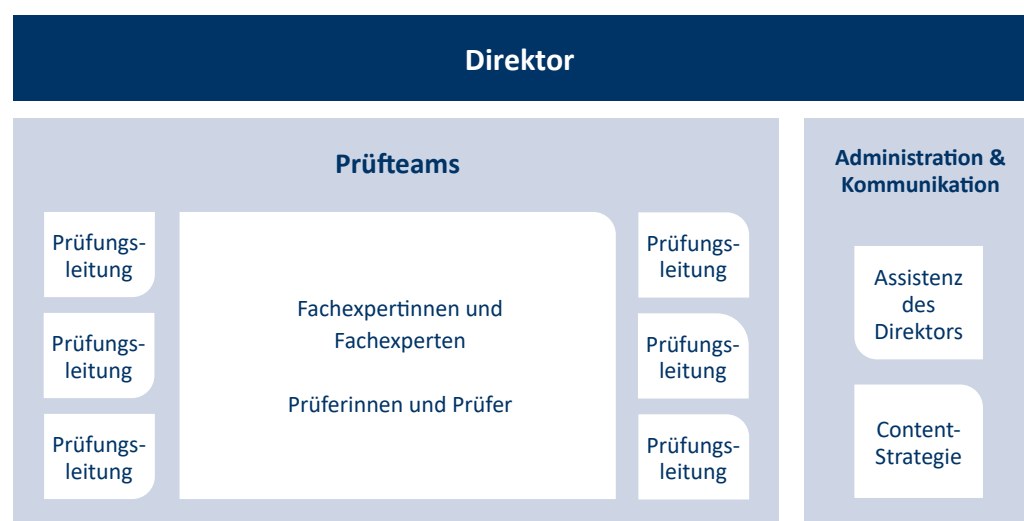 Direktor
Prüfteams
Prüfungs-
leitung
Prüfungs-
leitung
Prüfungs-
leitung
Fachexpertinnen und
Fachexperten
Prüferinnen und Prüfer
Prüfungs-
leitung
Prüfungs-
leitung
Prüfungs-
leitung
Administration &
Kommunikation
Assistenz
des
Direktors
Content-
Strategie